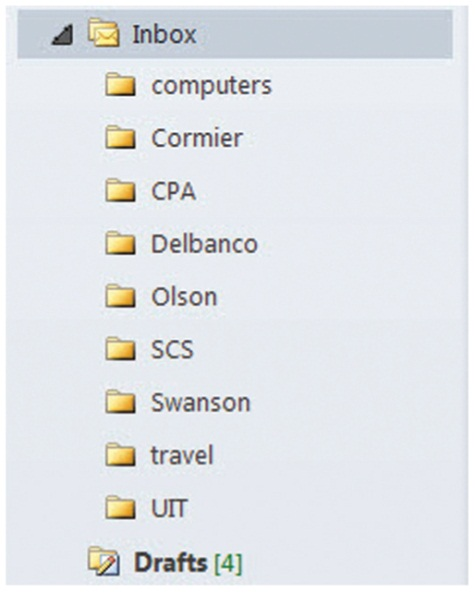 Inbox
computers
Cormier
CPA
Delbanco
Olson
SCS
Swanson
travel
UIT
Drafts [4]